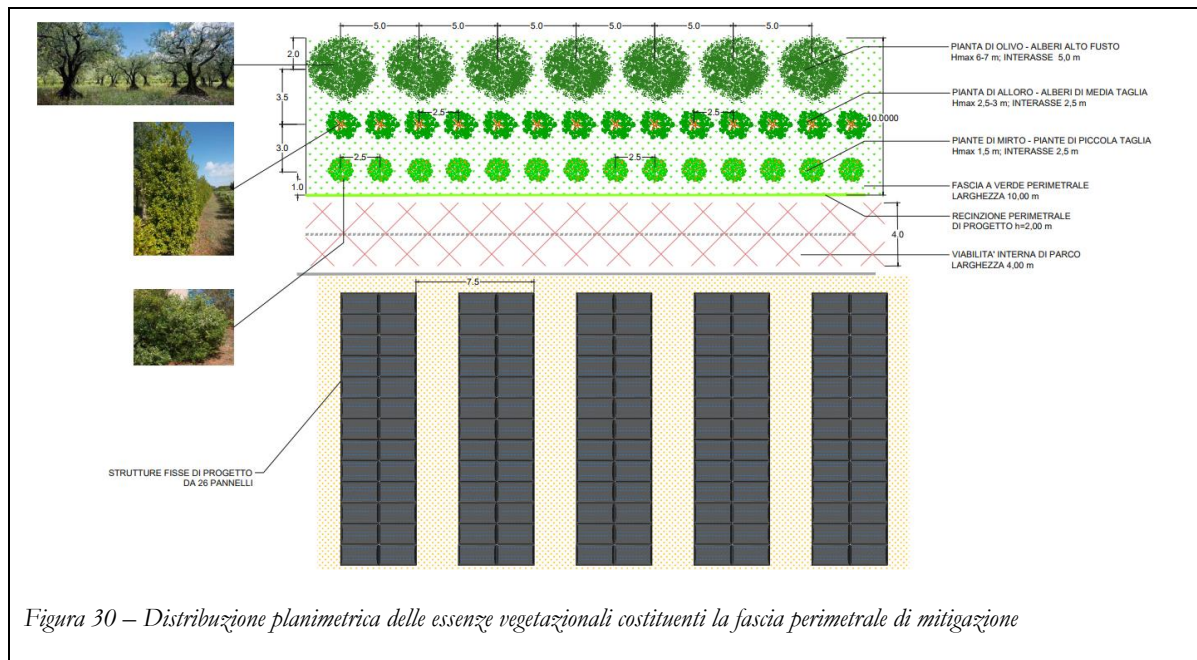 5.0 5.0 5.0 5.0 5.0 5.0
PIANTA DI OLIVO - ALBERI ALTO FUSTO
Hmax 6-7 m; INTERASSE 5,0 m
2.0
3.5
PIANTA DI ALLORO - ALBERI DI MEDIA TAGLIA
Hmax 2,5-3 m; INTERASSE 2,5 m
2.5 2.5
10.0000
3.0
PIANTE DI MIRTO - PIANTE DI PICCOLA TAGLIA
Hmax 1,5 m; INTERASSE 2,5 m
2.5 2.5
1.0
FASCIA A VERDE PERIMETRALE
LARGHEZZA 10,00 m
RECINZIONE PERIMETRALE
DI PROGETTO h=2,00 m
4.0
VIABILITA' INTERNA DI PARCO
LARGHEZZA 4,00 m
7.5
STRUTTURE FISSE DI PROGETTO
DA 26 PANNELLI
Figura 30 – Distribuzione planimetrica delle essenze vegetazionali costituenti la fascia perimetrale di mitigazione